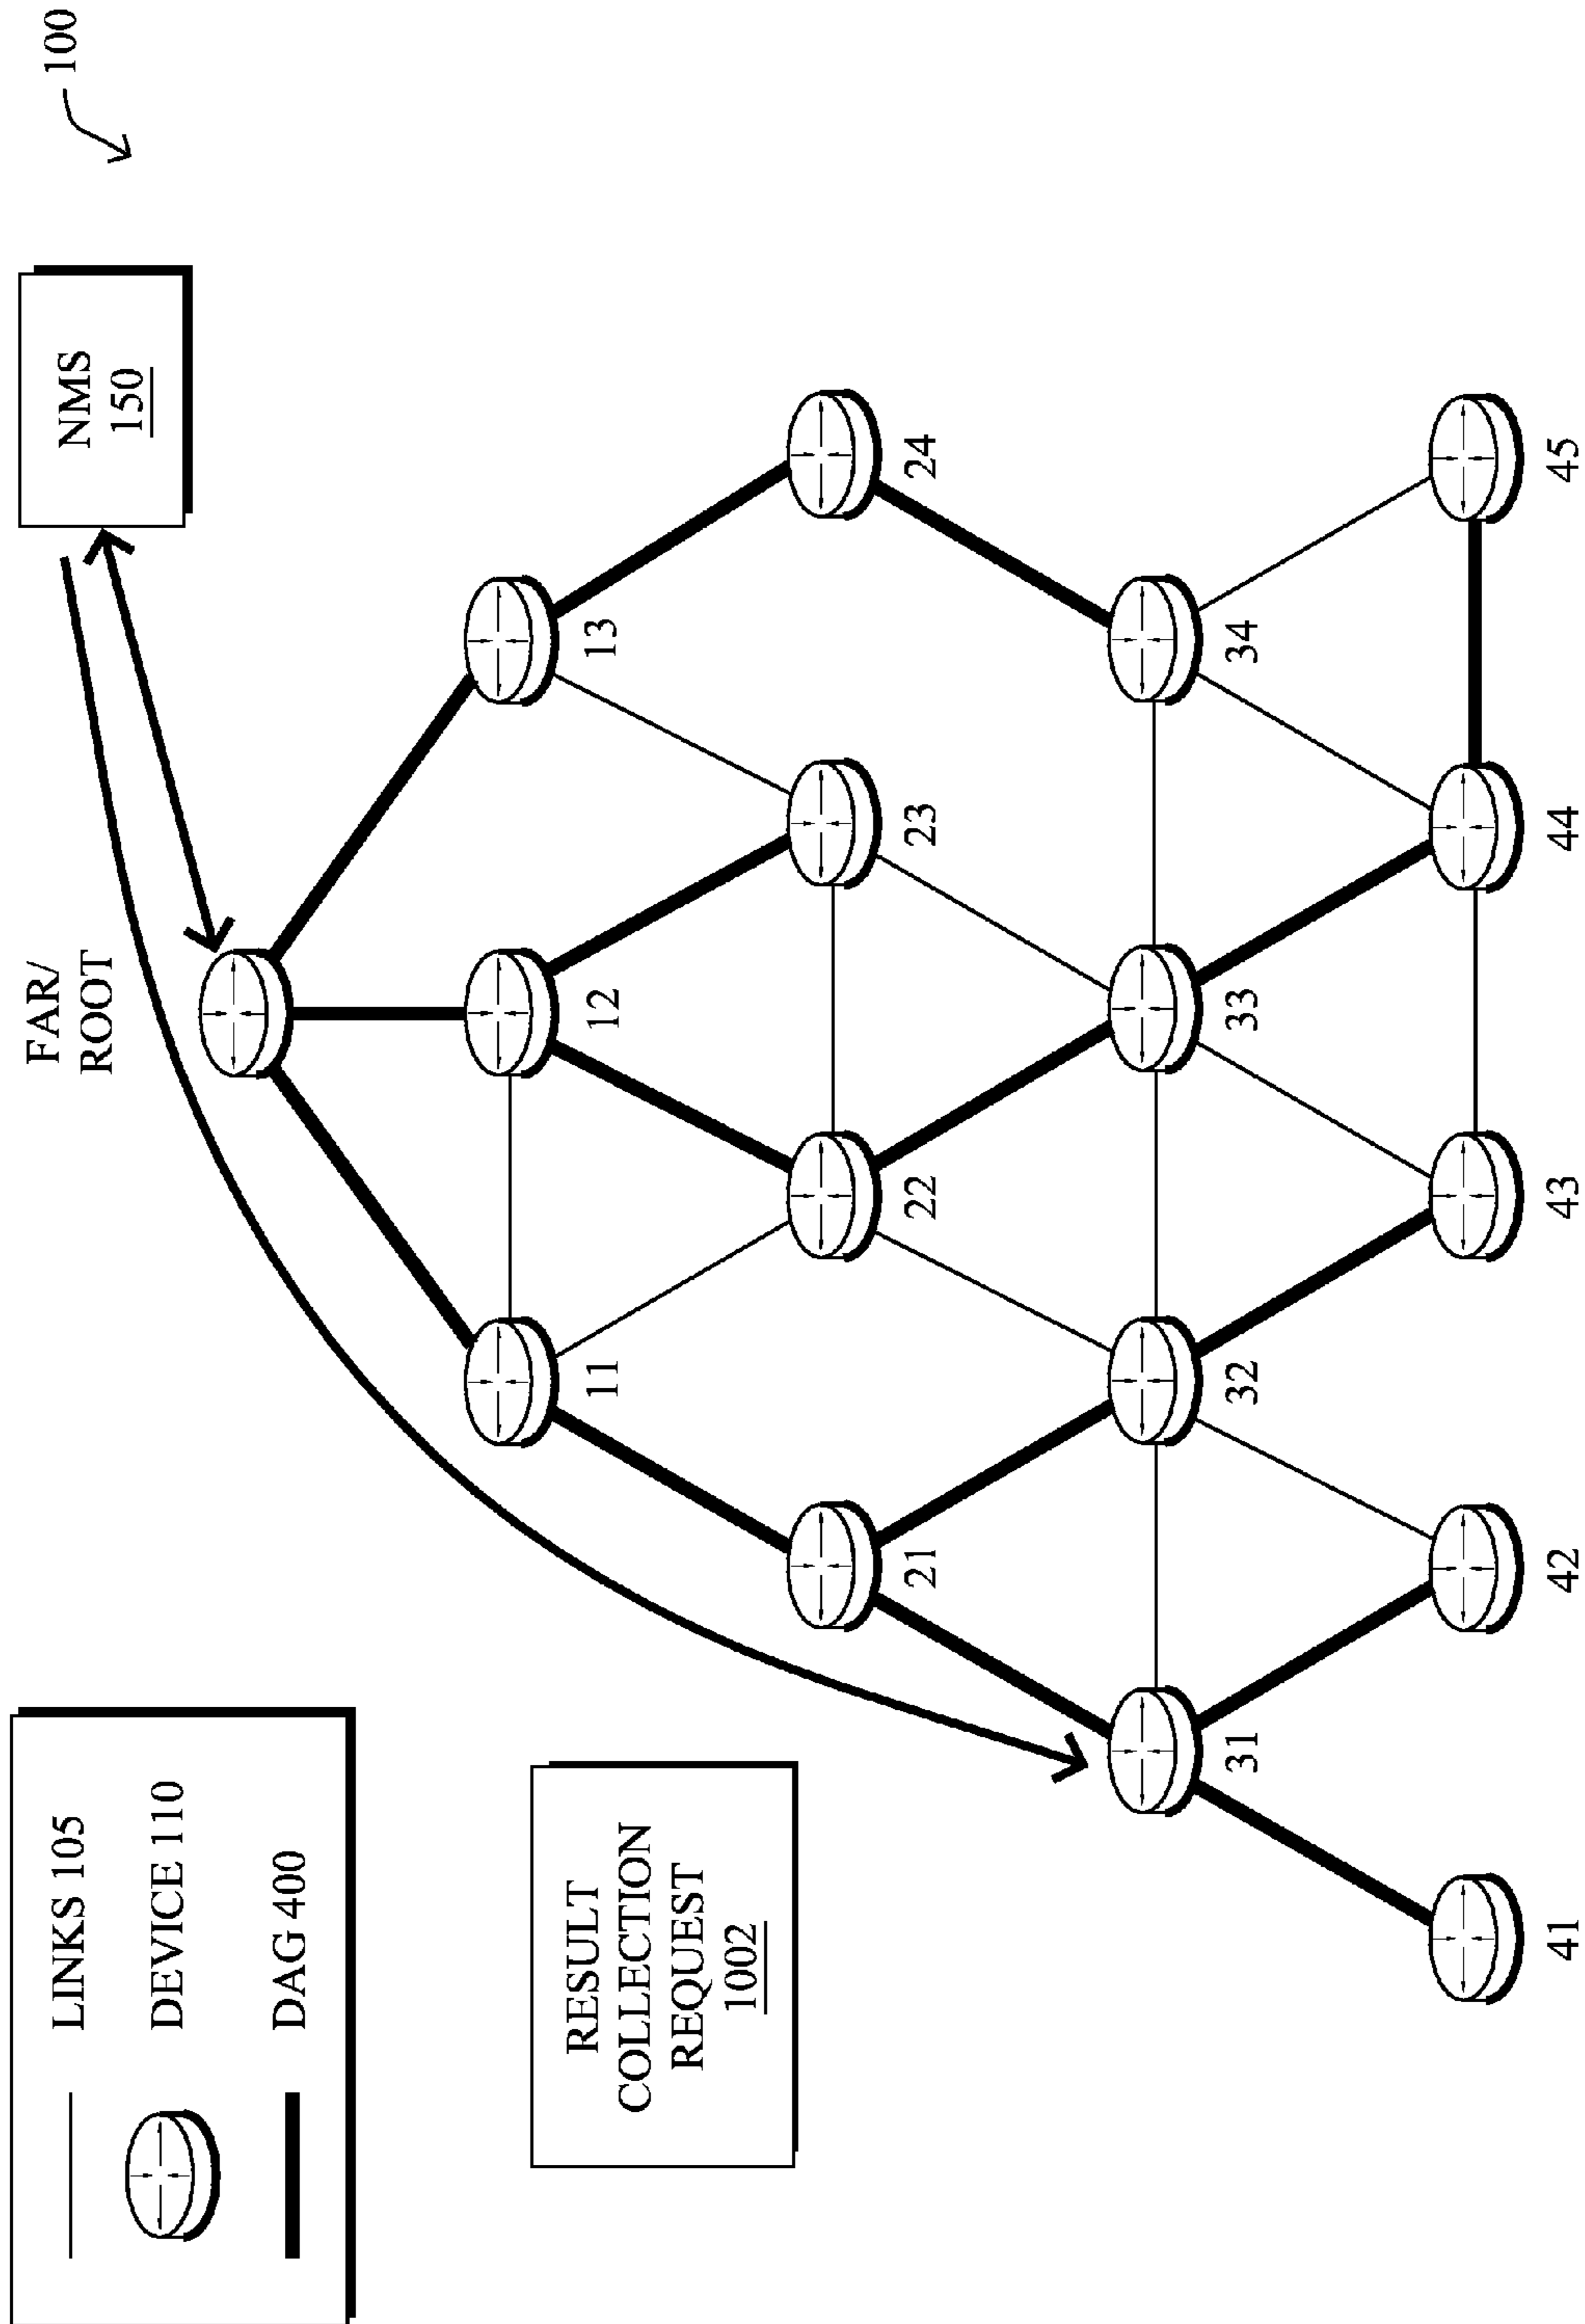 LINKS 105
DEVICE 110
DAG 400
RESULT
COLLECTION
REQUEST
1002
FAR/
ROOT
NMS
150
100
11
12
13
21
22
23
24
31
32
33
34
41
42
43
44
45